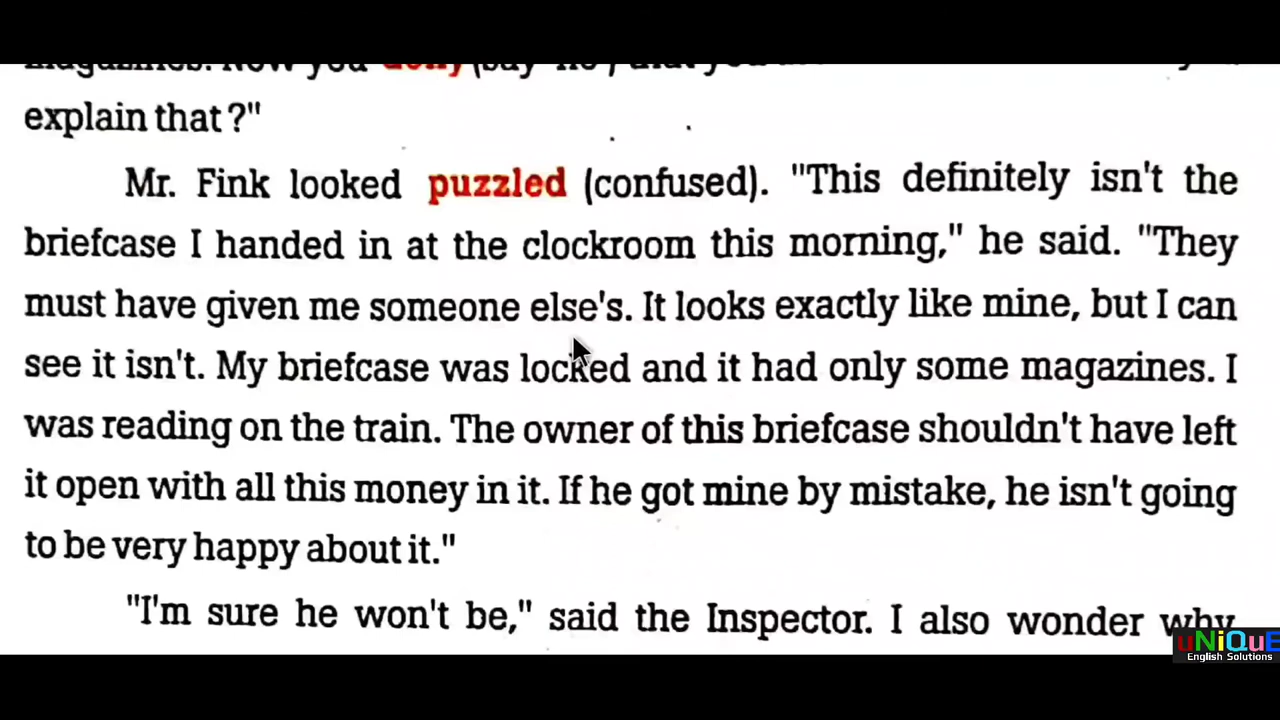 deny
explain that?"
Mr. Fink looked puzzled (confused). "This definitely isn't the
briefcase I handed in at the clockroom this morning," he said. "They
must have given me someone else's. It looks exactly like mine, but I can
see it isn't. My briefcase was locked and it had only some magazines. I
was reading on the train. The owner of this briefcase shouldn't have left
it open with all this money in it. If he got mine by mistake, he isn't going
to be very happy about it."
"I'm sure he won't be," said the Inspector. I also wonder why
uNiQuE
English Solutions